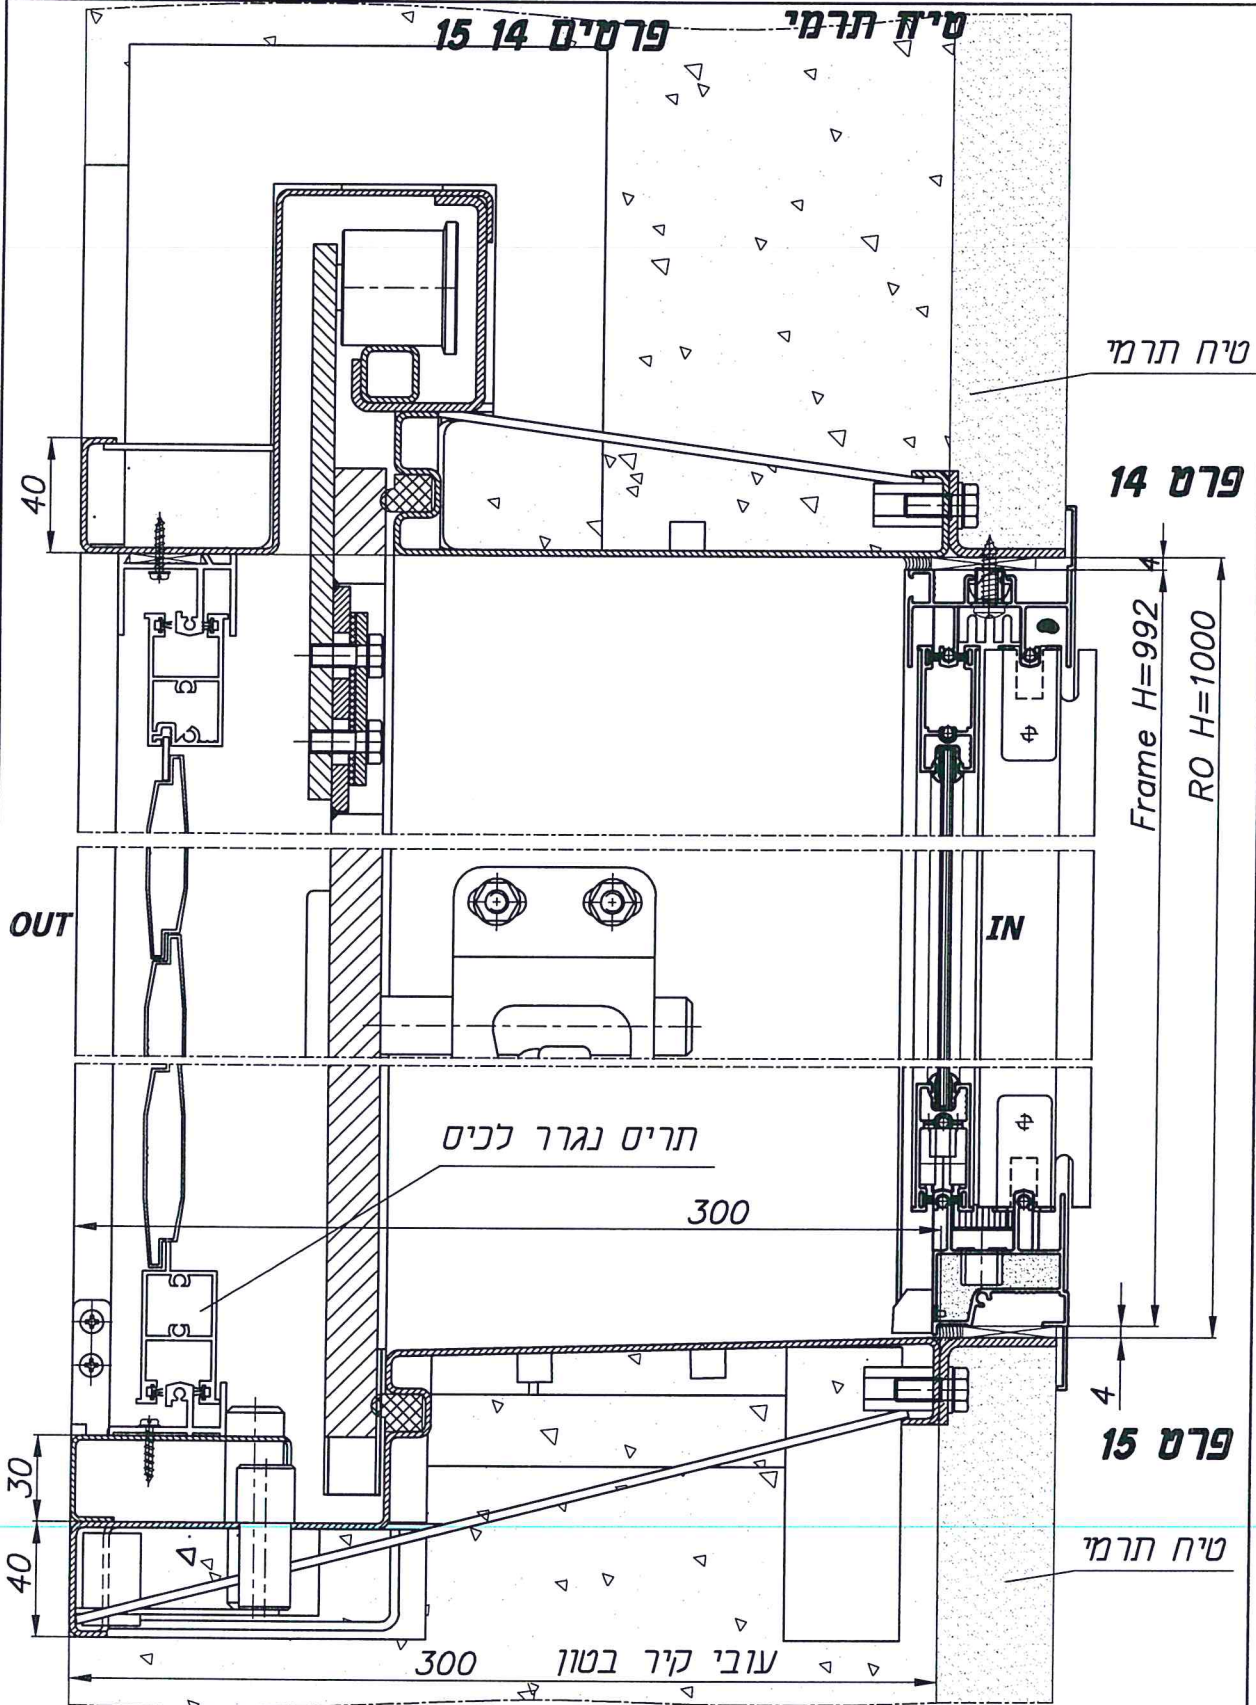 פרטים 14 15
טיח תרמי
טיח תרמי
פרט 14
40
4
Frame H=992
RO H=1000
OUT
IN
תריס נגרר לכיס
300
4
פרט 15
30
40
טיח תרמי
עובי קיר בטון 300